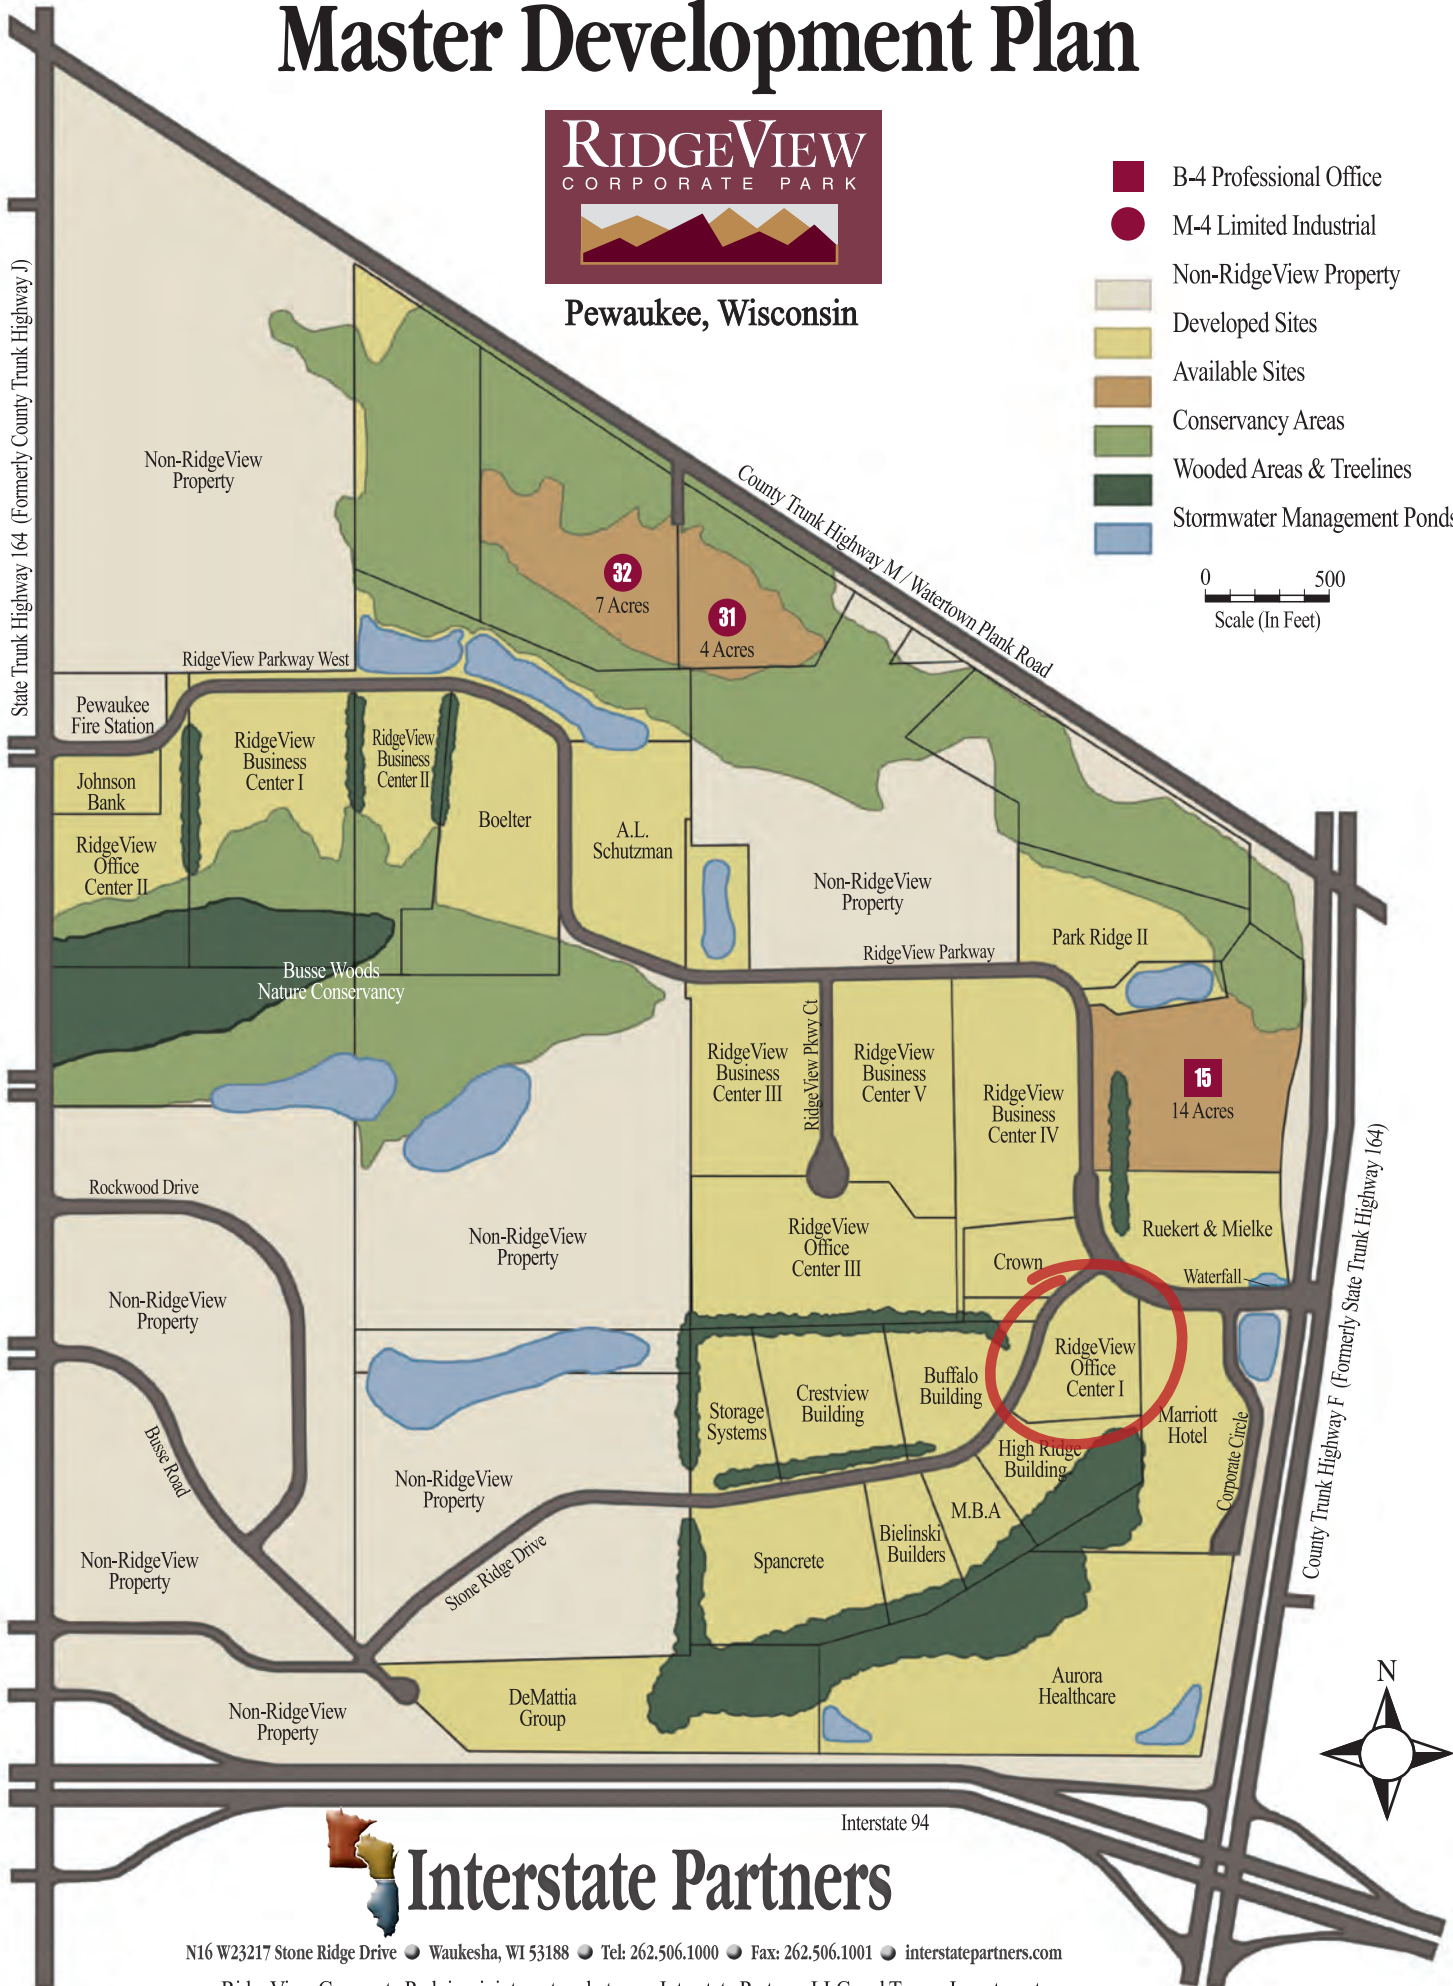 Master Development Plan
RIDGEVIEW
CORPORATE PARK
Pewaukee, Wisconsin
B-4 Professional Office
M-4 Limited Industrial
Non-RidgeView Property
Developed Sites
Available Sites
Conservancy Areas
Wooded Areas & Treelines
Stormwater Management Ponds
0 500
Scale (In Feet)
State Trunk Highway 164 (Formerly County Trunk Highway J)
County Trunk Highway M / Watertown Plank Road
Non-RidgeView
Property
32
7 Acres
31
4 Acres
RidgeView Parkway West
Pewaukee
Fire Station
Johnson
Bank
RidgeView
Office
Center II
RidgeView
Business
Center I
RidgeView
Business
Center II
Boelter
A.L.
Schutzman
Non-RidgeView
Property
Park Ridge II
RidgeView Parkway
Busse Woods
Nature Conservancy
RidgeView
Business
Center III
RidgeView Pkwy Ct
RidgeView
Business
Center V
RidgeView
Business
Center IV
15
14 Acres
Rockwood Drive
Non-RidgeView
Property
RidgeView
Office
Center III
Crown
Ruekert & Mielke
Waterfall
Non-RidgeView
Property
RidgeView
Office
Center I
Buffalo
Building
Crestview
Building
Storage
Systems
Marriott
Hotel
Corporate Circle
County Trunk Highway F (Formerly State Trunk Highway 164)
High Ridge
Building
Busse Road
Non-RidgeView
Property
M.B.A
Bielinski
Builders
Spancrete
Stone Ridge Drive
Non-RidgeView
Property
Aurora
Healthcare
DeMattia
Group
Non-RidgeView
Property
N
Interstate 94
Interstate Partners
N16 W23217 Stone Ridge Drive Waukesha, WI 53188 Tel: 262.506.1000 Fax: 262.506.1001 interstatepartners.com